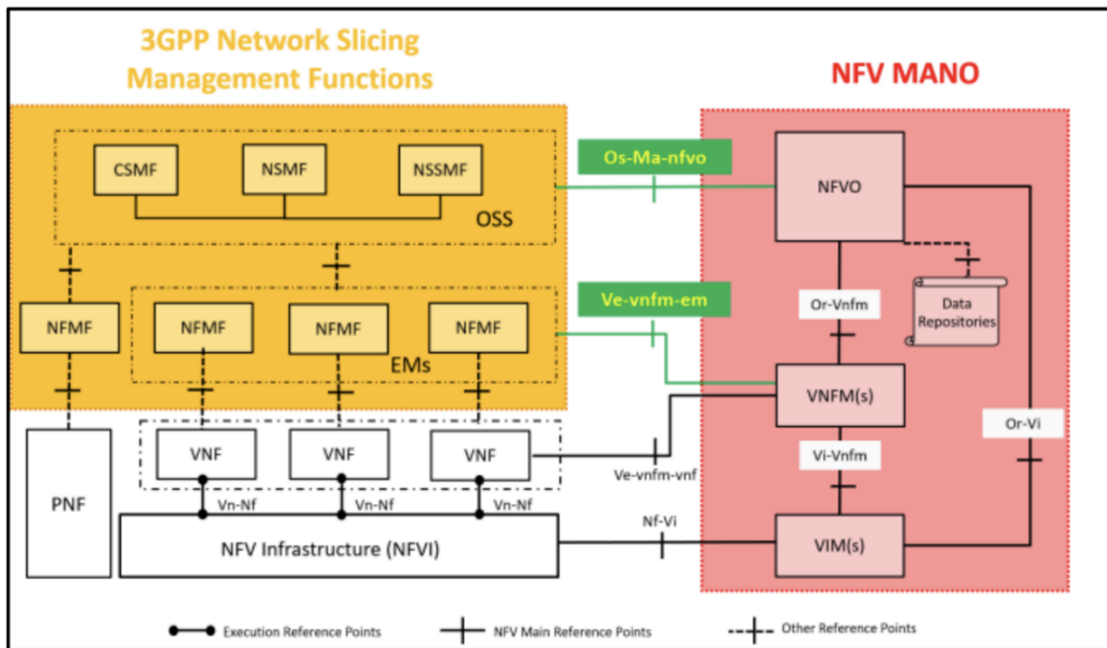 3GPP Network Slicing
Management Functions
NFV MANO
CSMF
NSMF
NSSMF
OSS
Os-Ma-nfvo
NFVO
NFMF
NFMF
NFMF
NFMF
EMs
Ve-vnfm-em
Or-Vnfm
Data
Repositories
VNFM(s)
Or-Vi
PNF
VNF
VNF
VNF
Ve-vnfm-vnf
Vi-Vnfm
Vn-Nf
Vn-Nf
Vn-Nf
NFV Infrastructure (NFVI)
Nf-Vi
VIM(s)
Execution Reference Points
NFV Main Reference Points
Other Reference Points